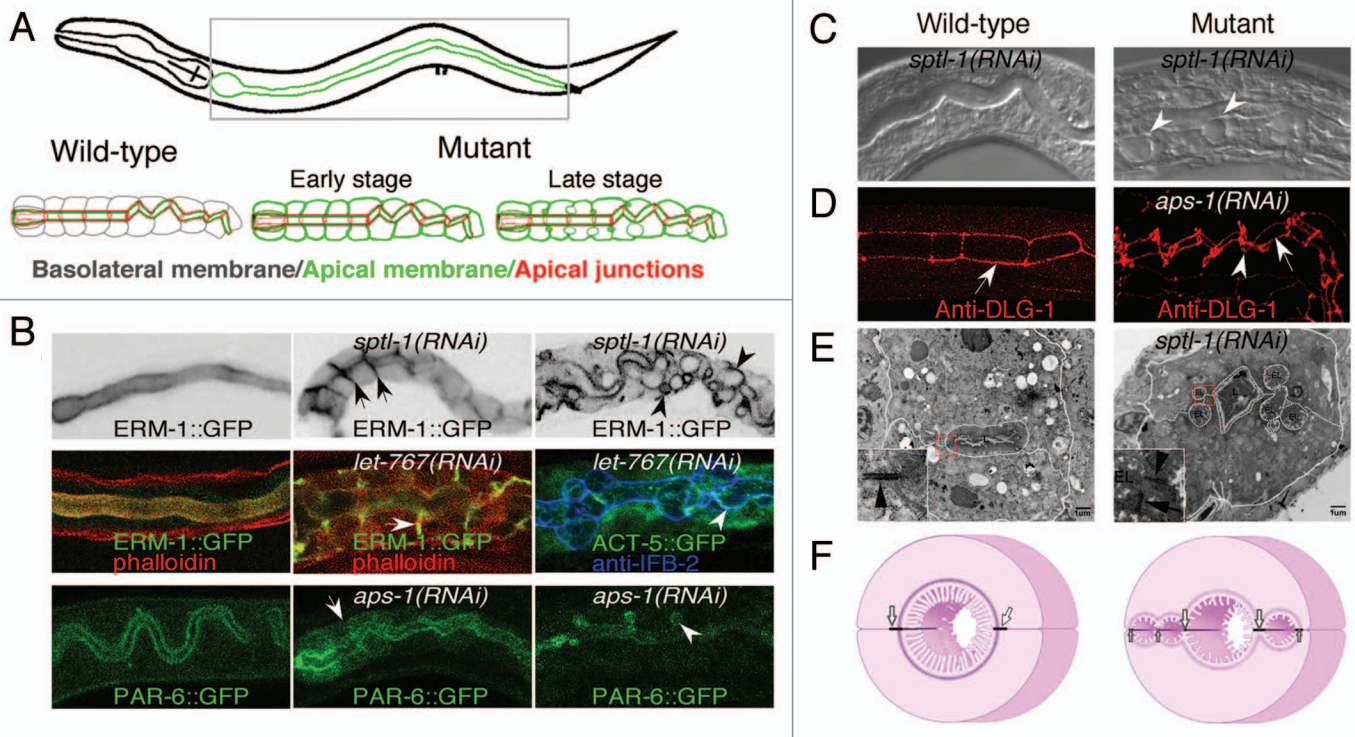 A
Wild-type
Mutant
Early stage
Late stage
Basolateral membrane/Apical membrane/Apical junctions
B
sptl-1(RNAi)
sptl-1(RNAi)
ERM-1::GFP
ERM-1::GFP
ERM-1::GFP
let-767(RNAi)
let-767(RNAi)
ERM-1::GFP
phalloidin
ERM-1::GFP
phalloidin
ACT-5::GFP
anti-IFB-2
aps-1(RNAi)
aps-1(RNAi)
PAR-6::GFP
PAR-6::GFP
PAR-6::GFP
Wild-type
Mutant
C
sptl-1(RNAi)
sptl-1(RNAi)
D
aps-1(RNAi)
Anti-DLG-1
Anti-DLG-1
E
sptl-1(RNAi)
L
1um
EL
EL
EL
EL
L
EL
1um
F